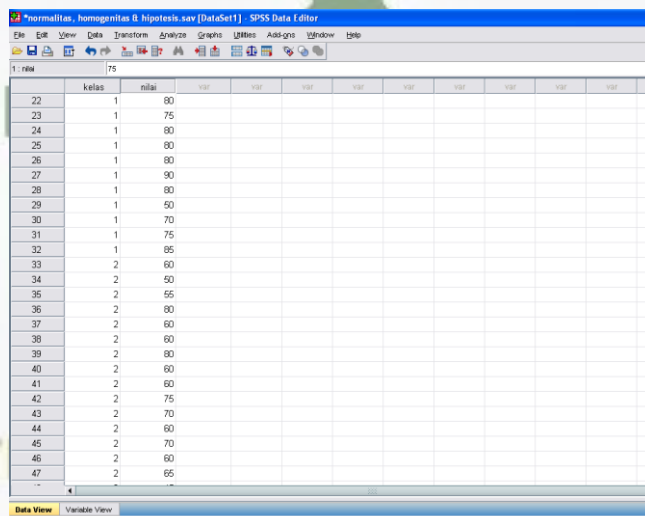 *normalitas, homogenitas & hipotesis.sav [DataSet1] - SPSS Data Editor
File Edit View Data Transform Analyze Graphs Utilities Add-ons Window Help
1 : nilai 75
kelas nilai var var var var var var var
22 1 80
23 1 75
24 1 80
25 1 80
26 1 80
27 1 90
28 1 80
29 1 50
30 1 70
31 1 75
32 1 85
33 2 60
34 2 50
35 2 55
36 2 80
37 2 60
38 2 60
39 2 80
40 2 60
41 2 60
42 2 75
43 2 70
44 2 60
45 2 70
46 2 60
47 2 65
Data View Variable View